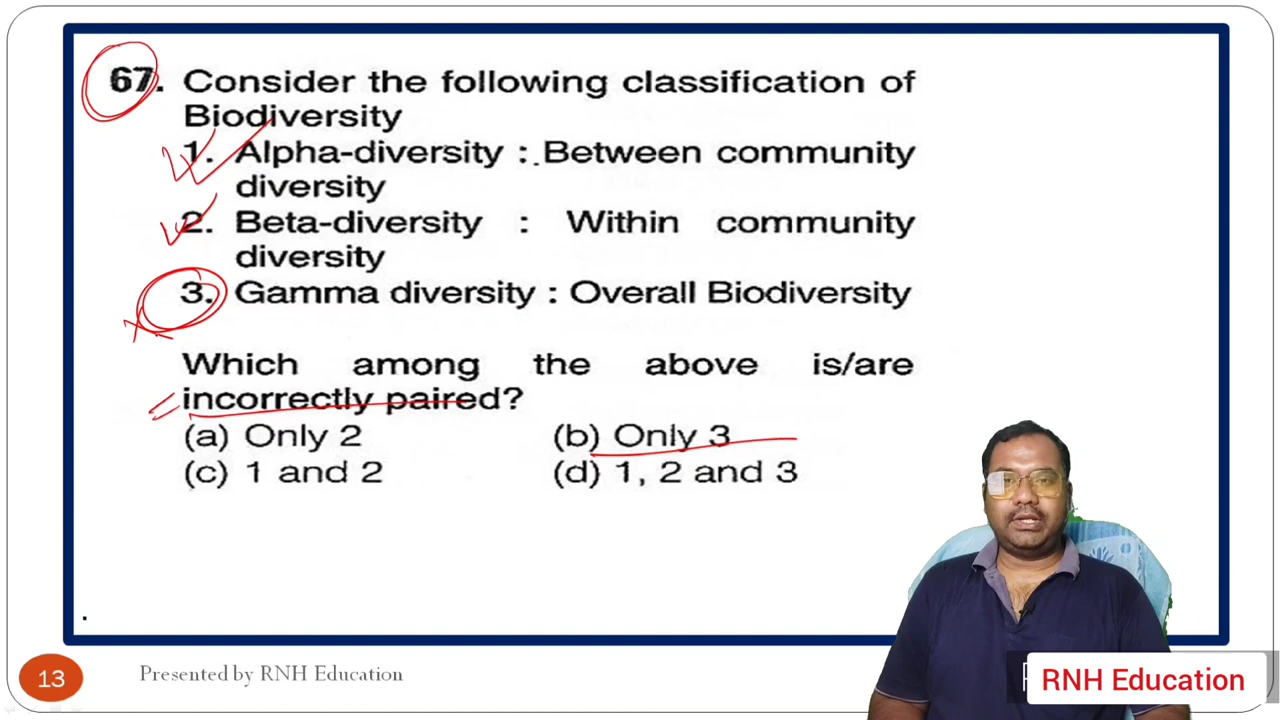 67. Consider the following classification of
Biodiversity
1. Alpha-diversity : Between community
diversity
2. Beta-diversity : Within community
diversity
3. Gamma diversity : Overall Biodiversity
Which among the above is/are
incorrectly paired?
(a) Only 2 (b) Only 3
(c) 1 and 2 (d) 1, 2 and 3
.
13 Presented by RNH Education
RNH Education